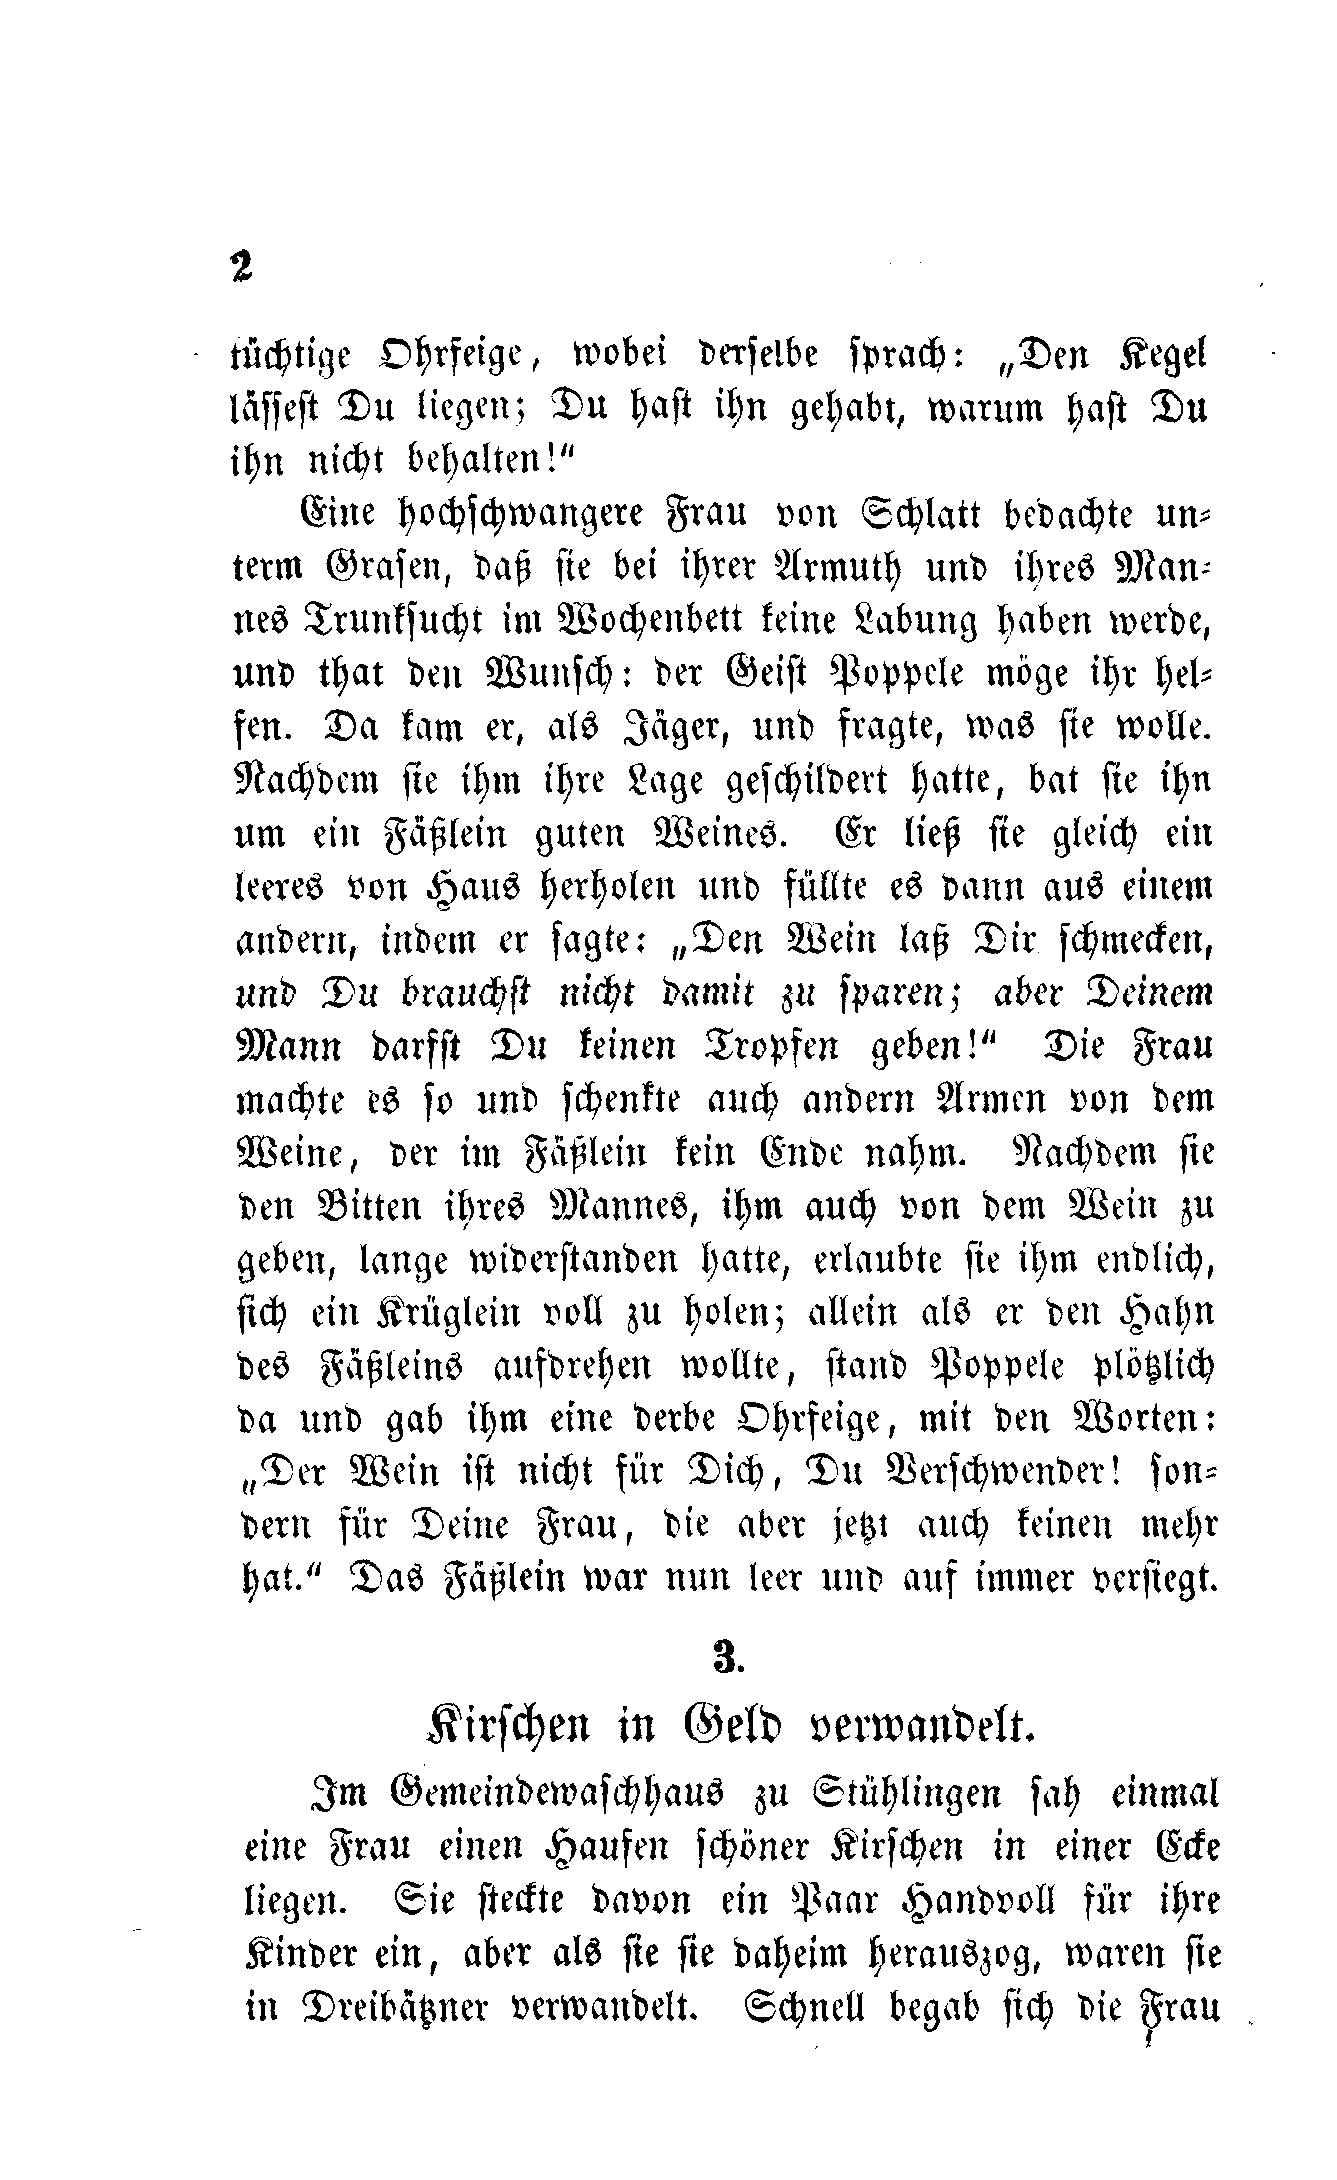 2
tüchtige Ohrfeige, wobei derselbe sprach: „Den Kegel
lässest Du liegen; Du hast ihn gehabt, warum hast Du
ihn nicht behalten!“
Eine hochschwangere Frau von Schlatt bedachte un-
term Grasen, daß sie bei ihrer Armuth und ihres Man-
nes Trunksucht im Wochenbett keine Labung haben werde,
und that den Wunsch: der Geist Poppele möge ihr hel-
fen. Da kam er, als Jäger, und fragte, was sie wolle.
Nachdem sie ihm ihre Lage geschildert hatte, bat sie ihn
um ein Fäßlein guten Weines. Er ließ sie gleich ein
leeres von Haus herholen und füllte es dann aus einem
andern, indem er sagte: „Den Wein laß Dir schmecken,
und Du brauchst nicht damit zu sparen; aber Deinem
Mann darfst Du keinen Tropfen geben!“ Die Frau
machte es so und schenkte auch andern Armen von dem
Weine, der im Fäßlein kein Ende nahm. Nachdem sie
den Bitten ihres Mannes, ihm auch von dem Wein zu
geben, lange widerstanden hatte, erlaubte sie ihm endlich,
sich ein Krüglein voll zu holen; allein als er den Hahn
des Fäßleins aufdrehen wollte, stand Poppele plötzlich
da und gab ihm eine derbe Ohrfeige, mit den Worten:
„Der Wein ist nicht für Dich, Du Verschwender! son-
dern für Deine Frau, die aber jetzt auch keinen mehr
hat.“ Das Fäßlein war nun leer und auf immer versiegt.
3.
Kirschen in Geld verwandelt.
Im Gemeindewaschhaus zu Stühlingen sah einmal
eine Frau einen Haufen schöner Kirschen in einer Ecke
liegen. Sie steckte davon ein Paar Handvoll für ihre
Kinder ein, aber als sie sie daheim herauszog, waren sie
in Dreibätzner verwandelt. Schnell begab sich die Frau